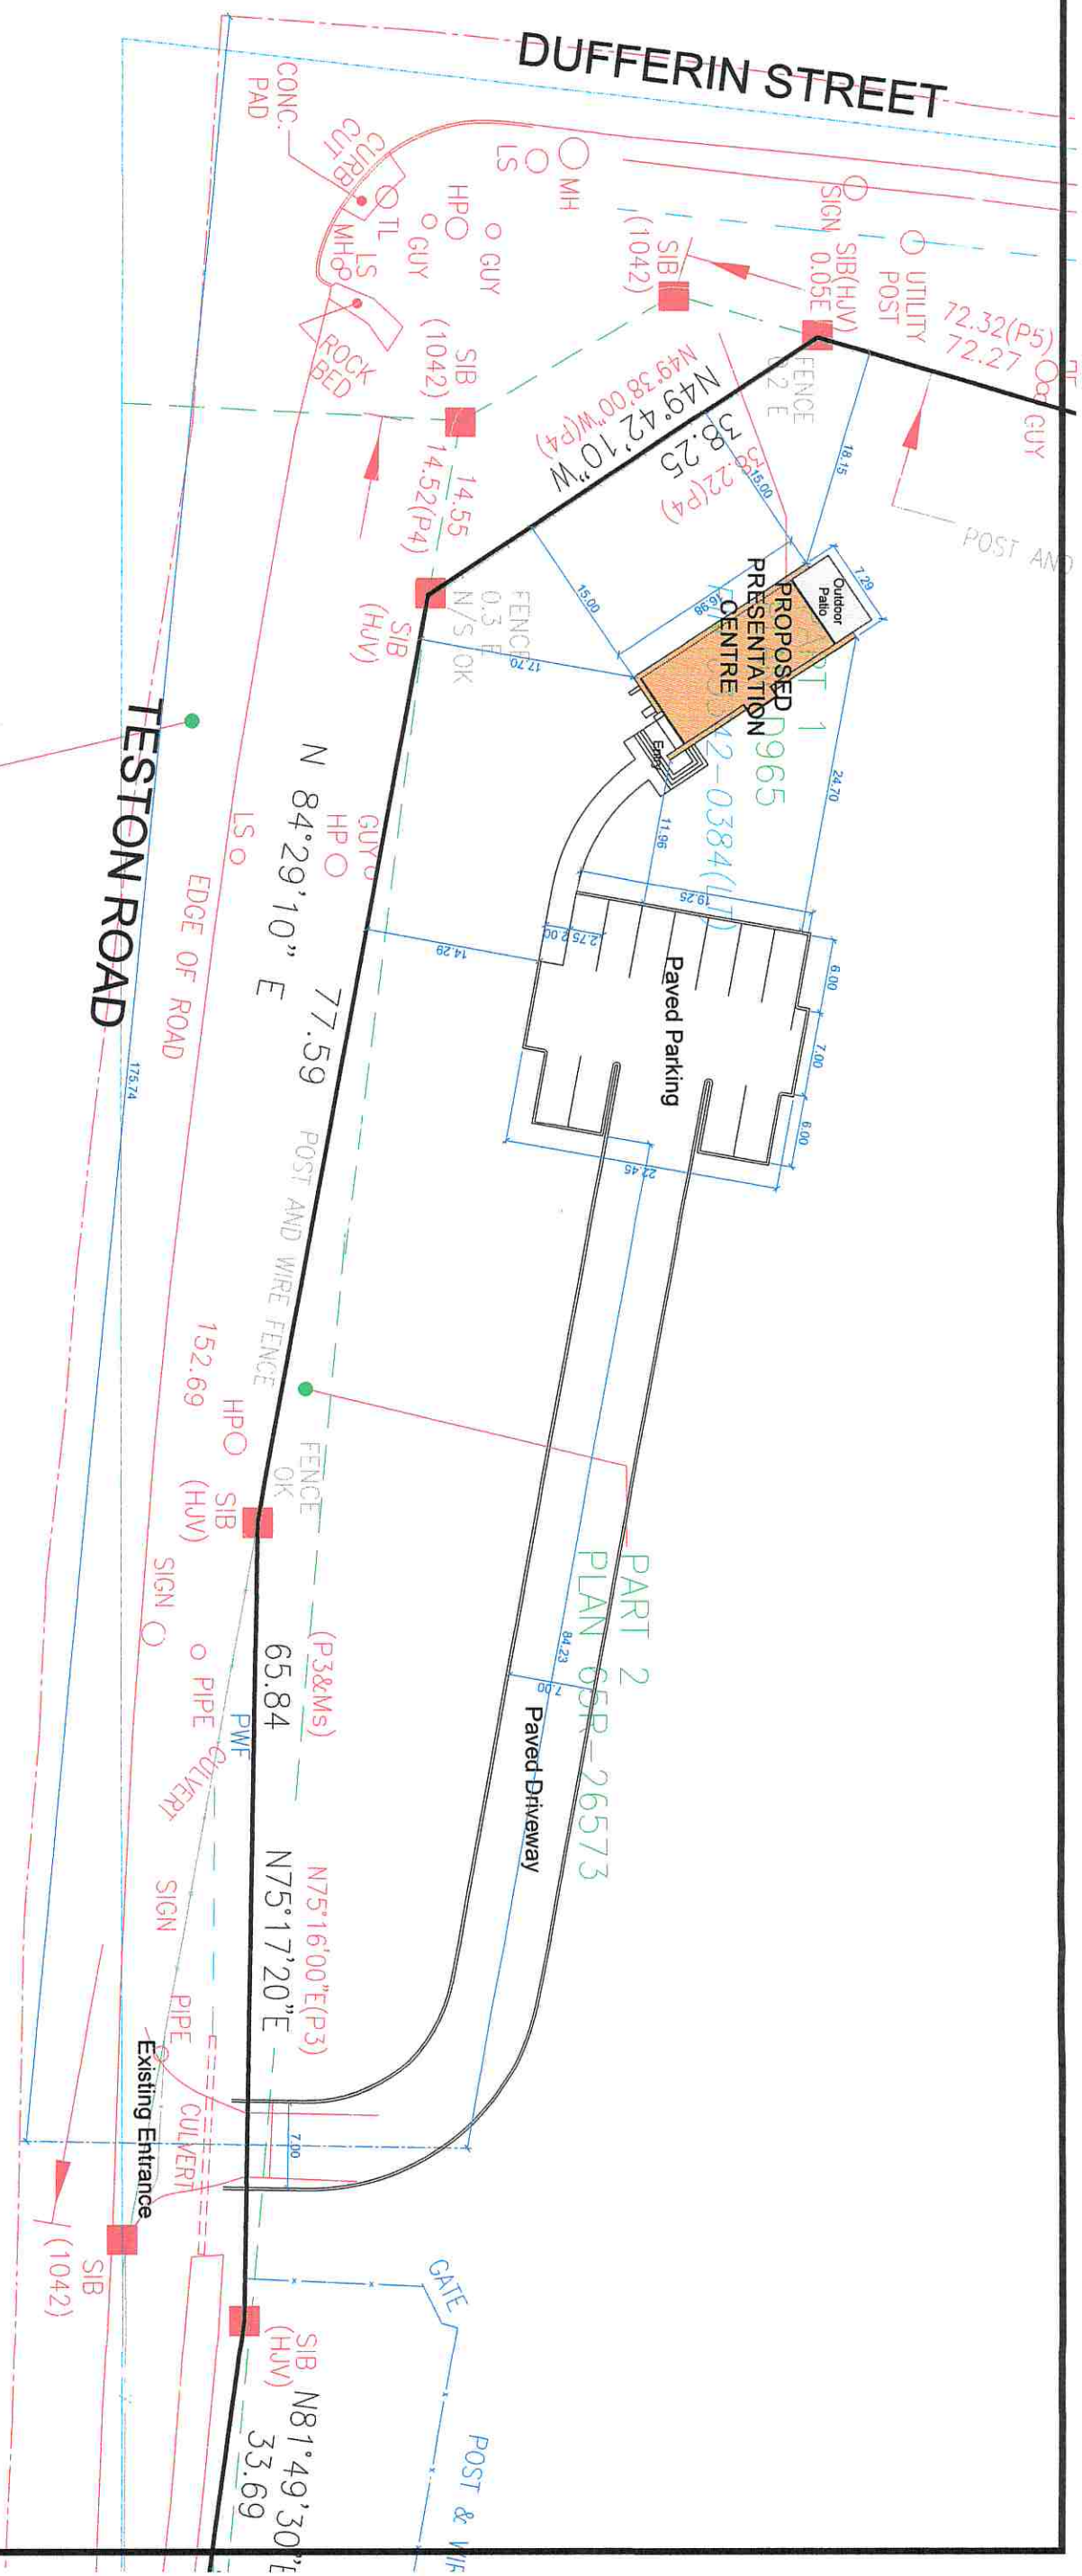 DUFFERIN STREET
CONC.
PAD
CURB
CUT
TL
MH
LS
ROCK
BED
HP
GUY
GUY
LS
MH
SIGN
SIB(HJV)
0.05E
UTILITY
POST
72.32(P5)
72.27
GUY
POST AND
SIB
(1042)
SIB
(1042)
14.55
14.52(P4)
SIB
(HJV)
FENCE
0.2 E
N49°38'00"W(P4)
N49°42'10"W
38.25
38.22(P4)
18.15
15.00
15.00
16.98
7.29
Outdoor
Patio
PROPOSED
PRESENTATION
CENTRE
Entry
FENCE
0.3 E
N/S OK
17.70
24.70
11.96
19.25
2.75
2.00
14.29
6.00
7.00
6.00
Paved Parking
22.45
TESTON ROAD
175.74
EDGE OF ROAD
LS
GUY
HP
N 84°29'10" E
77.59
POST AND WIRE FENCE
152.69
HP
SIB
(HJV)
FENCE
OK
SIGN
PIPE CULVERT
PWF
65.84
(P3&Ms)
N75°16'00"E(P3)
N75°17'20"E
PART 2
PLAN 65R-26573
84.23
7.00
Paved Driveway
SIGN
PIPE CULVERT
Existing Entrance
7.00
SIB
(1042)
SIB
(HJV)
GATE
POST &
N81°49'30"E
33.69